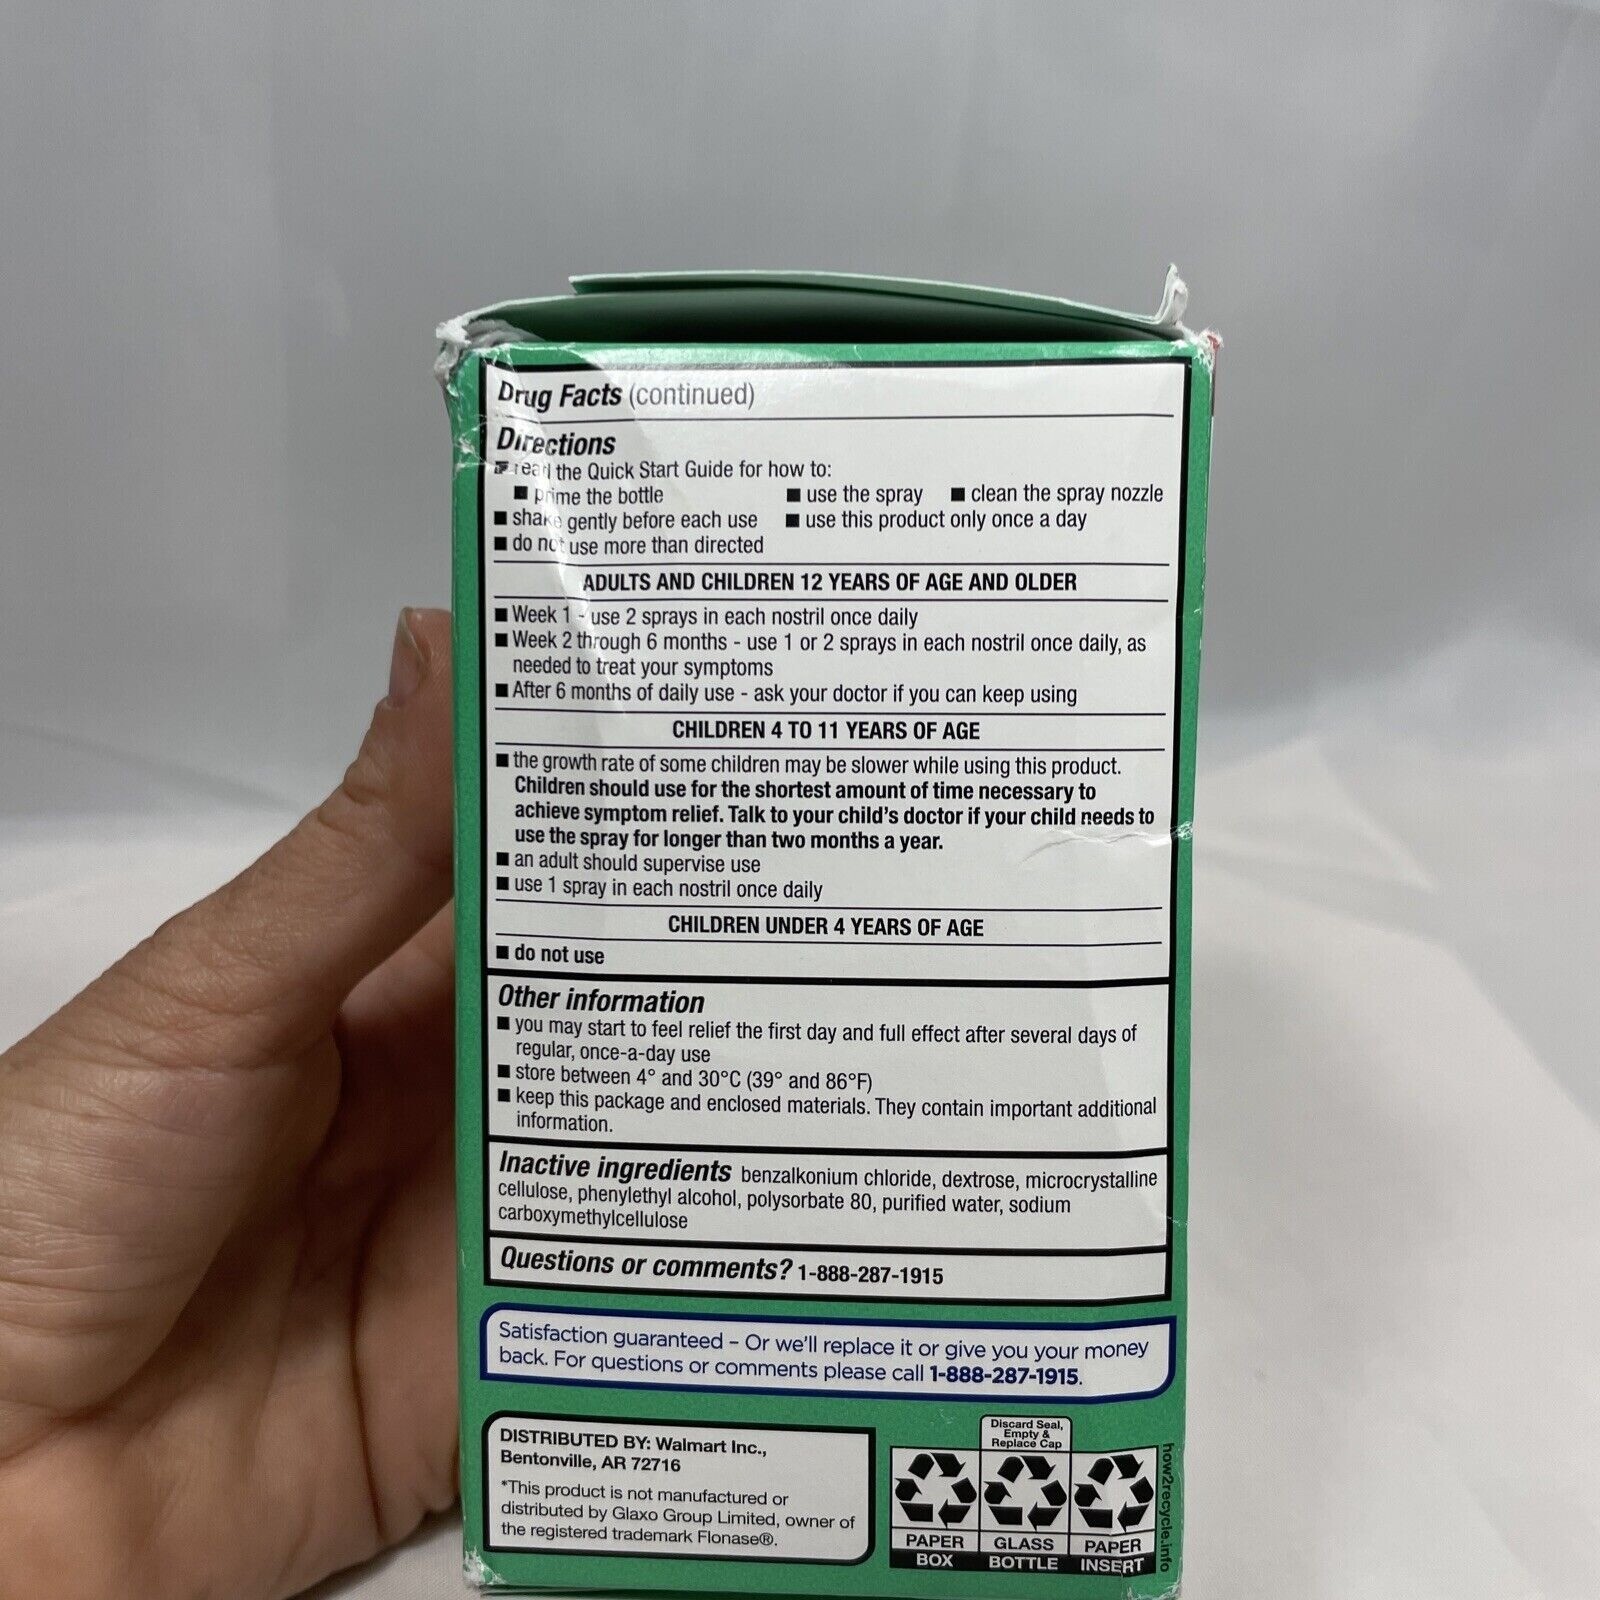 Drug Facts (continued)
Directions
■ read the Quick Start Guide for how to:
■ prime the bottle ■ use the spray ■ clean the spray nozzle
■ shake gently before each use ■ use this product only once a day
■ do not use more than directed
ADULTS AND CHILDREN 12 YEARS OF AGE AND OLDER
■ Week 1 - use 2 sprays in each nostril once daily
■ Week 2 through 6 months - use 1 or 2 sprays in each nostril once daily, as
needed to treat your symptoms
■ After 6 months of daily use - ask your doctor if you can keep using
CHILDREN 4 TO 11 YEARS OF AGE
■ the growth rate of some children may be slower while using this product.
Children should use for the shortest amount of time necessary to
achieve symptom relief. Talk to your child's doctor if your child needs to
use the spray for longer than two months a year.
■ an adult should supervise use
■ use 1 spray in each nostril once daily
CHILDREN UNDER 4 YEARS OF AGE
■ do not use
Other information
■ you may start to feel relief the first day and full effect after several days of
regular, once-a-day use
■ store between 4° and 30°C (39° and 86°F)
■ keep this package and enclosed materials. They contain important additional
information.
Inactive ingredients benzalkonium chloride, dextrose, microcrystalline
cellulose, phenylethyl alcohol, polysorbate 80, purified water, sodium
carboxymethylcellulose
Questions or comments? 1-888-287-1915
Satisfaction guaranteed – Or we'll replace it or give you your money
back. For questions or comments please call 1-888-287-1915.
DISTRIBUTED BY: Walmart Inc.,
Bentonville, AR 72716
*This product is not manufactured or
distributed by Glaxo Group Limited, owner of
the registered trademark Flonase®.
Discard Seal,
Empty &
Replace Cap
PAPER GLASS PAPER
BOX BOTTLE INSERT
how2recycle.info